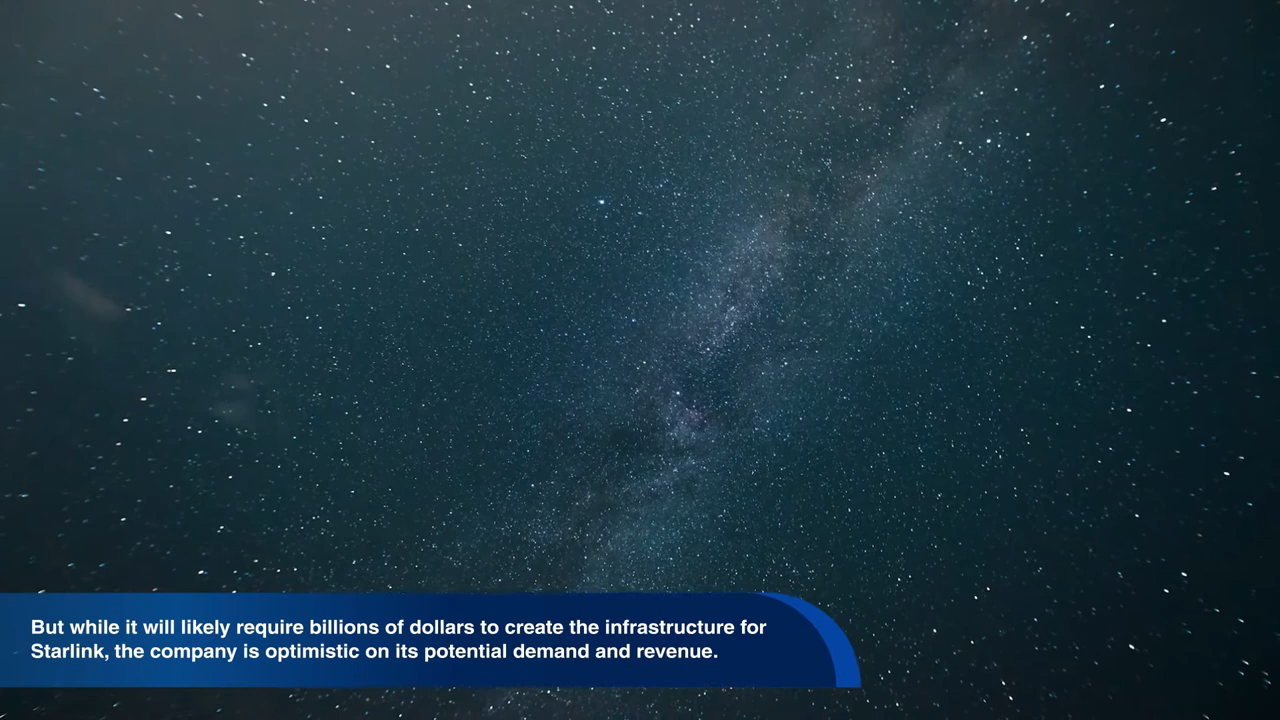 But while it will likely require billions of dollars to create the infrastructure for
Starlink, the company is optimistic on its potential demand and revenue.